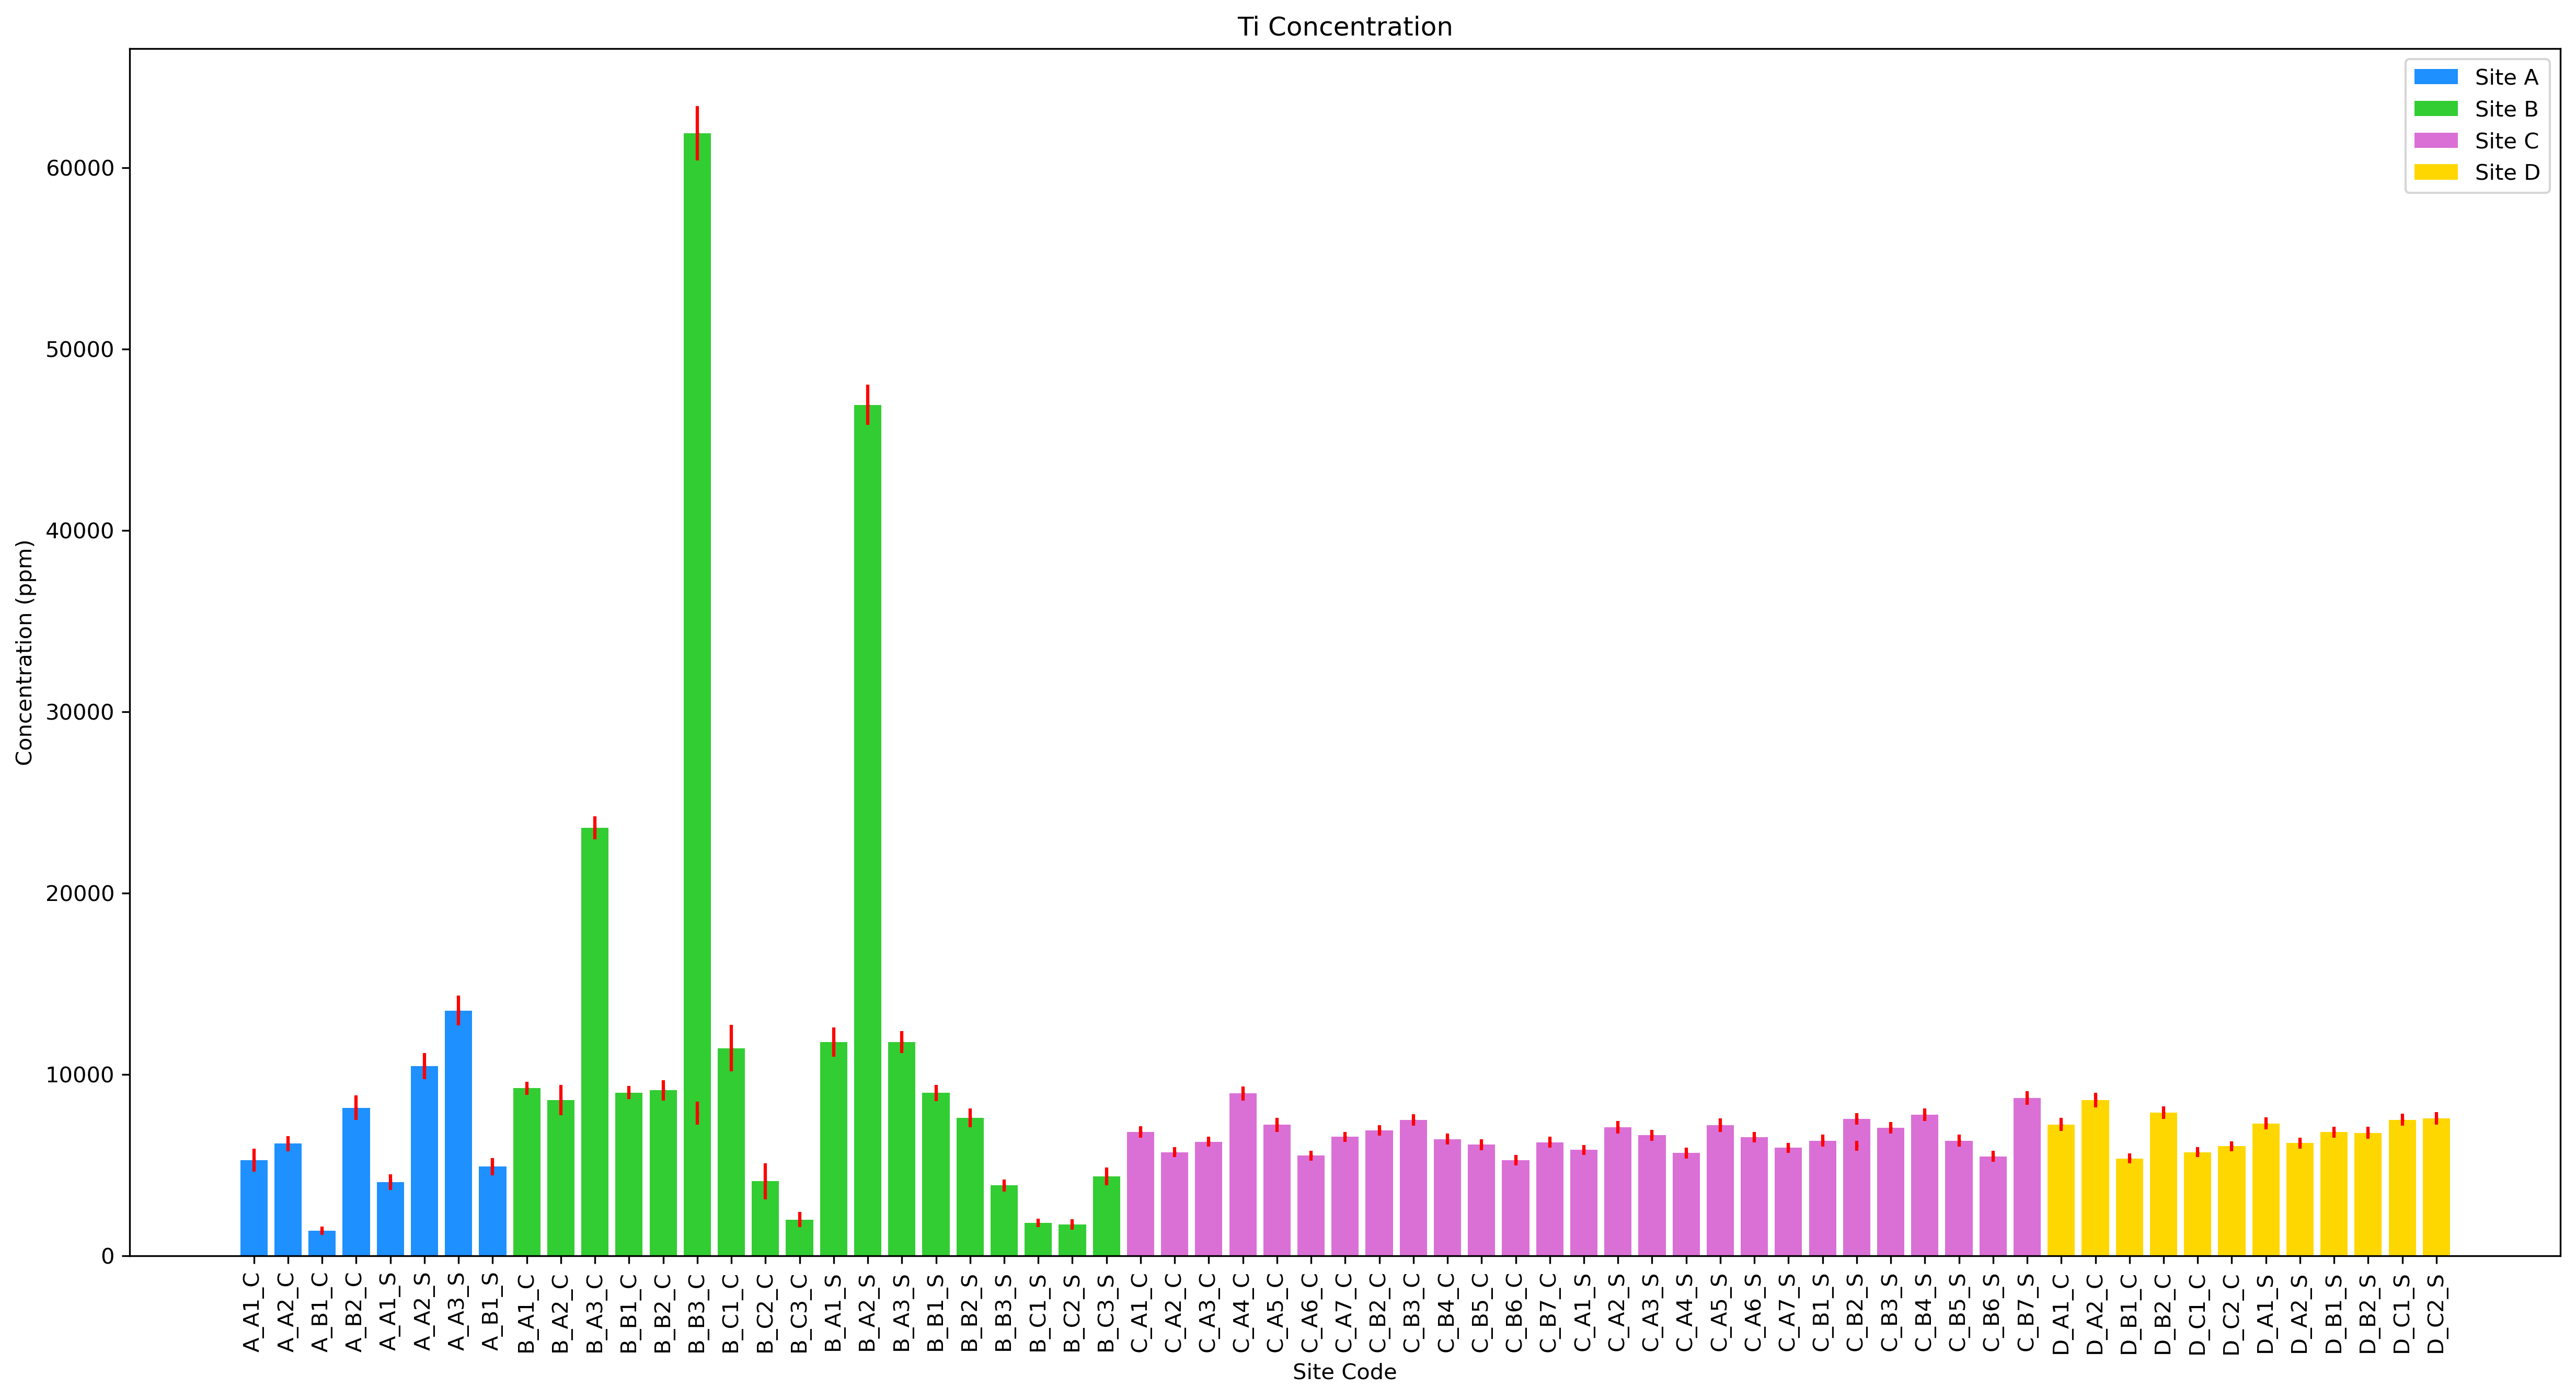 Ti Concentration
Site A
Site B
Site C
Site D
Concentration (ppm)
60000
50000
40000
30000
20000
10000
0
A_A1_C
A_A2_C
A_B1_C
A_B2_C
A_A1_S
A_A2_S
A_A3_S
A_B1_S
B_A1_C
B_A2_C
B_A3_C
B_B1_C
B_B2_C
B_B3_C
B_C1_C
B_C2_C
B_C3_C
B_A1_S
B_A2_S
B_A3_S
B_B1_S
B_B2_S
B_B3_S
B_C1_S
B_C2_S
B_C3_S
C_A1_C
C_A2_C
C_A3_C
C_A4_C
C_A5_C
C_A6_C
C_A7_C
C_B2_C
C_B3_C
C_B4_C
C_B5_C
C_B6_C
C_B7_C
C_A1_S
C_A2_S
C_A3_S
C_A4_S
C_A5_S
C_A6_S
C_A7_S
C_B1_S
C_B2_S
C_B3_S
C_B4_S
C_B5_S
C_B6_S
C_B7_S
D_A1_C
D_A2_C
D_B1_C
D_B2_C
D_C1_C
D_C2_C
D_A1_S
D_A2_S
D_B1_S
D_B2_S
D_C1_S
D_C2_S
Site Code